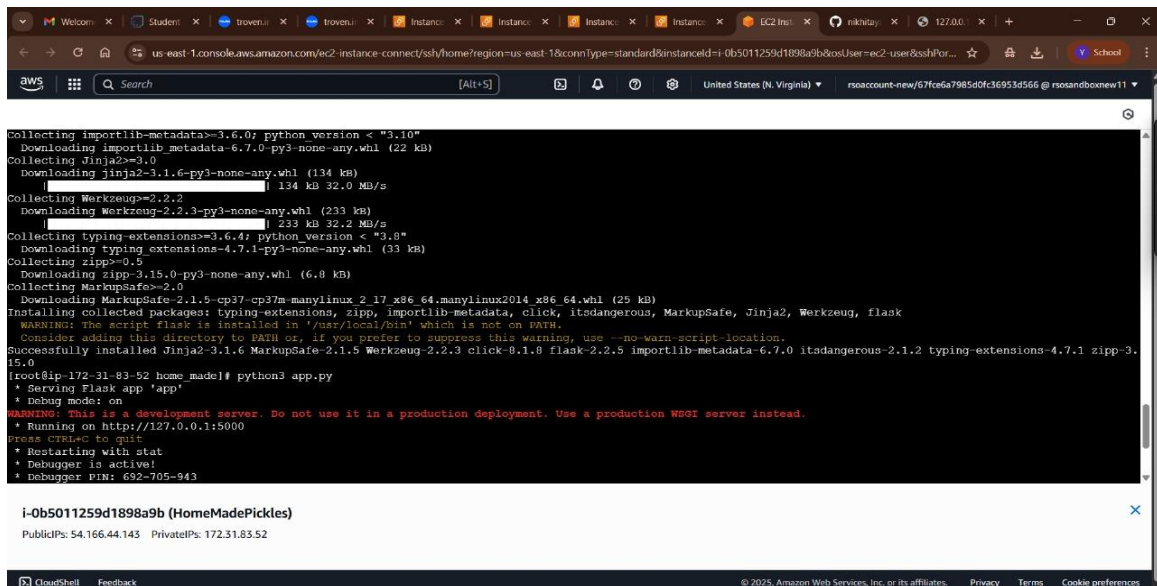 Welcom
Student
troven.in
troven.in
Instance
Instance
Instance
Instance
EC2 Inst
nikhitay
127.0.0.1
us-east-1.console.aws.amazon.com/ec2-instance-connect/ssh/home?region=us-east-1&connType=standard&instanceId=i-0b5011259d1898a9b&osUser=ec2-user&sshPor...
Y School
aws
Search [Alt+S]
United States (N. Virginia)
rsoaccount-new/67fce6a7985d0fc36953d566 @ rsosandboxnew11
Collecting importlib-metadata>=3.6.0; python_version < "3.10"
Downloading importlib_metadata-6.7.0-py3-none-any.whl (22 kB)
Collecting Jinja2>=3.0
Downloading jinja2-3.1.6-py3-none-any.whl (134 kB)
| | 134 kB 32.0 MB/s
Collecting Werkzeug>=2.2.2
Downloading Werkzeug-2.2.3-py3-none-any.whl (233 kB)
| | 233 kB 32.2 MB/s
Collecting typing-extensions>=3.6.4; python_version < "3.8"
Downloading typing_extensions-4.7.1-py3-none-any.whl (33 kB)
Collecting zipp>=0.5
Downloading zipp-3.15.0-py3-none-any.whl (6.8 kB)
Collecting MarkupSafe>=2.0
Downloading MarkupSafe-2.1.5-cp37-cp37m-manylinux_2_17_x86_64.manylinux2014_x86_64.whl (25 kB)
Installing collected packages: typing-extensions, zipp, importlib-metadata, click, itsdangerous, MarkupSafe, Jinja2, Werkzeug, flask
WARNING: The script flask is installed in '/usr/local/bin' which is not on PATH.
Consider adding this directory to PATH or, if you prefer to suppress this warning, use --no-warn-script-location.
Successfully installed Jinja2-3.1.6 MarkupSafe-2.1.5 Werkzeug-2.2.3 click-8.1.8 flask-2.2.5 importlib-metadata-6.7.0 itsdangerous-2.1.2 typing-extensions-4.7.1 zipp-3.
15.0
[root@ip-172-31-83-52 home_made]# python3 app.py
* Serving Flask app 'app'
* Debug mode: on
WARNING: This is a development server. Do not use it in a production deployment. Use a production WSGI server instead.
* Running on http://127.0.0.1:5000
Press CTRL+C to quit
* Restarting with stat
* Debugger is active!
* Debugger PIN: 692-705-943
i-0b5011259d1898a9b (HomeMadePickles)
PublicIPs: 54.166.44.143 PrivateIPs: 172.31.83.52
CloudShell Feedback © 2025, Amazon Web Services, Inc. or its affiliates. Privacy Terms Cookie preferences